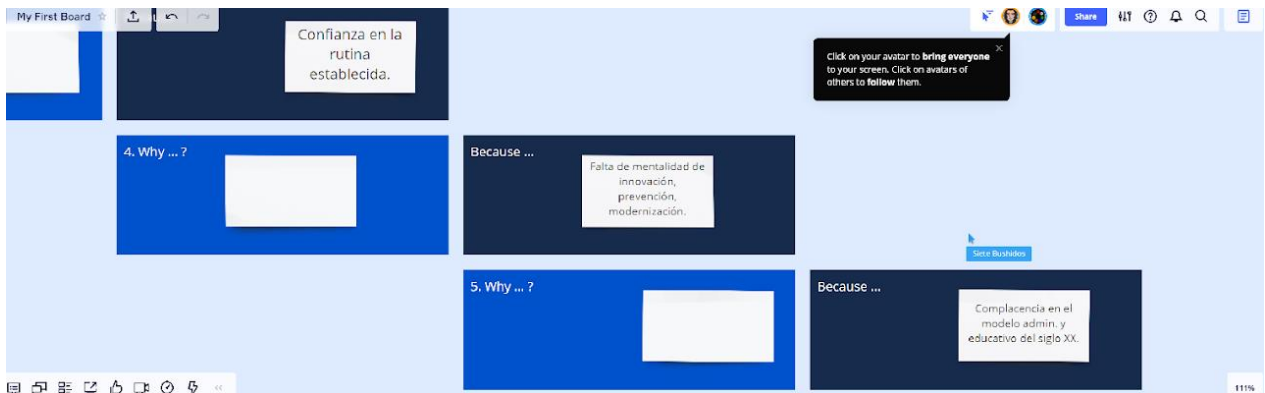 My First Board
Share
Confianza en la
rutina
establecida.
Click on your avatar to bring everyone
to your screen. Click on avatars of
others to follow them.
4. Why ... ?
Because ...
Falta de mentalidad de
innovación,
prevención,
modernización.
Siete Bushidos
5. Why ... ?
Because ...
Complacencia en el
modelo admin. y
educativo del siglo XX.
111%